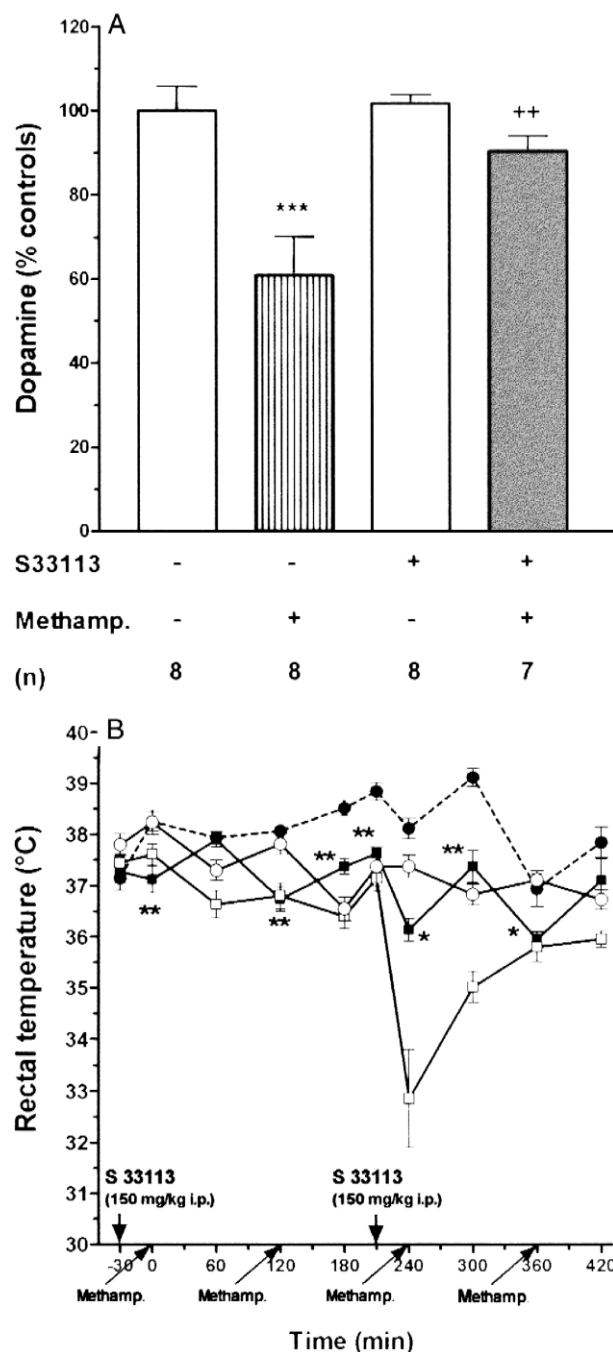 A
120
100
80
60
40
20
0
Dopamine (% controls)
***
++
S33113 - - + +
Methamp. - + - +
(n) 8 8 8 7
B
40
39
38
37
36
35
34
33
32
31
30
Rectal temperature (°C)
** ** ** ** * ** *
S 33113 S 33113
(150 mg/kg i.p.) (150 mg/kg i.p.)
-30 0 60 120 180 240 300 360 420
Methamp. Methamp. Methamp. Methamp.
Time (min)